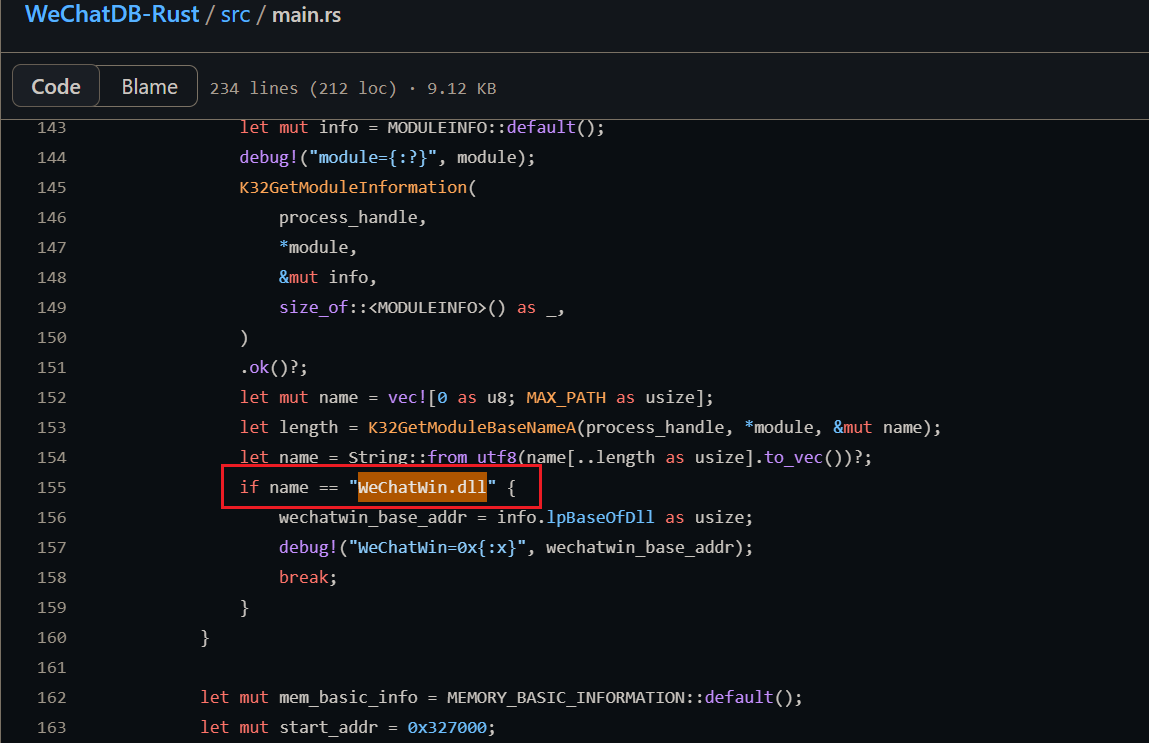 WeChatDB-Rust / src / main.rs
Code Blame 234 lines (212 loc) · 9.12 KB
143 let mut info = MODULEINFO::default();
144 debug!("module={:?}", module);
145 K32GetModuleInformation(
146 process_handle,
147 *module,
148 &mut info,
149 size_of::<MODULEINFO>() as _,
150 )
151 .ok()?;
152 let mut name = vec![0 as u8; MAX_PATH as usize];
153 let length = K32GetModuleBaseNameA(process_handle, *module, &mut name);
154 let name = String::from_utf8(name[..length as usize].to_vec())?;
155 if name == "WeChatWin.dll" {
156 wechatwin_base_addr = info.lpBaseOfDll as usize;
157 debug!("WeChatWin=0x{:x}", wechatwin_base_addr);
158 break;
159 }
160 }
161
162 let mut mem_basic_info = MEMORY_BASIC_INFORMATION::default();
163 let mut start_addr = 0x327000;